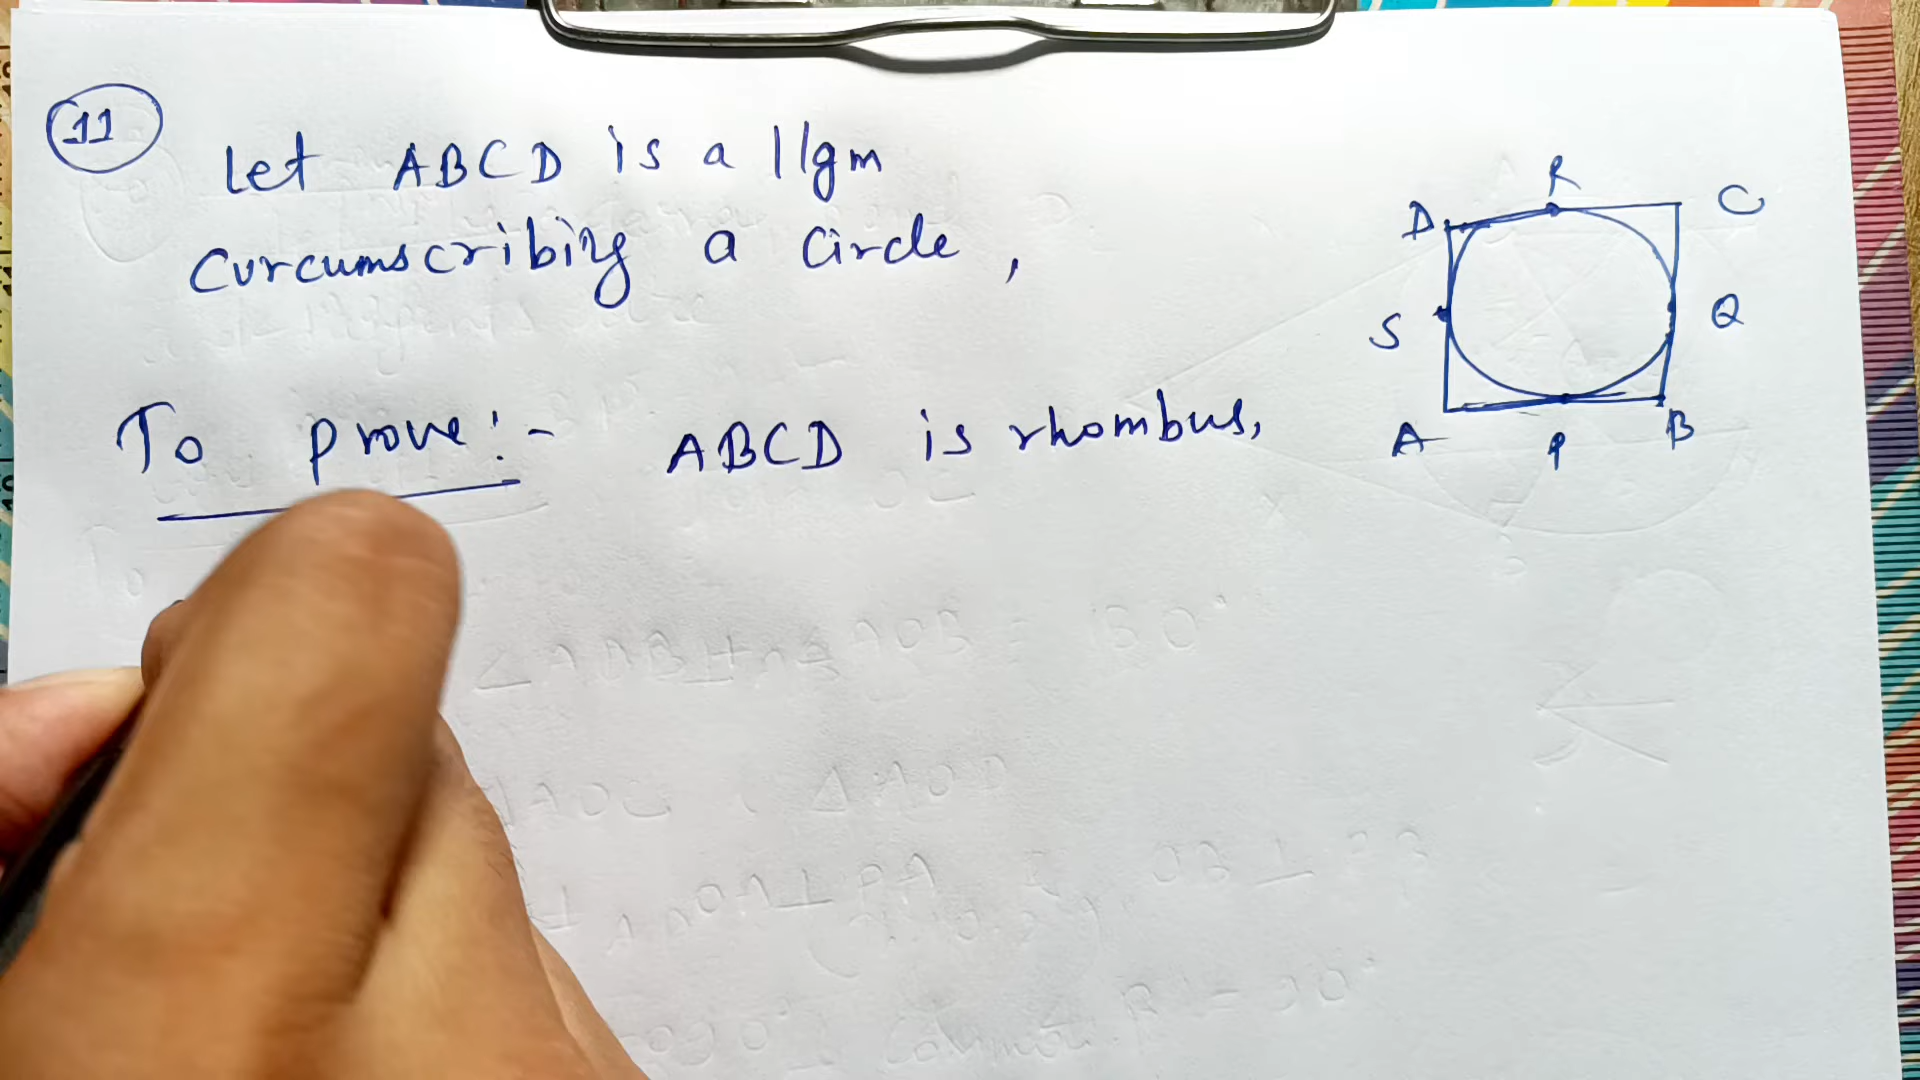 11
Let ABCD is a ||gm
Curcumscribing a circle,
To prove:- ABCD is rhombus,
R
D C
S Q
A P B